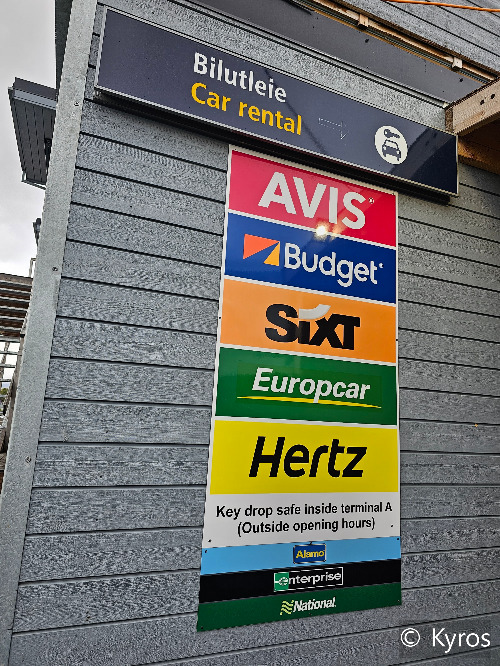 Bilutleie
Car rental
AVIS
Budget
SIXT
Europcar
Hertz
Key drop safe inside terminal A
(Outside opening hours)
Alamo
enterprise
National
© Kyros